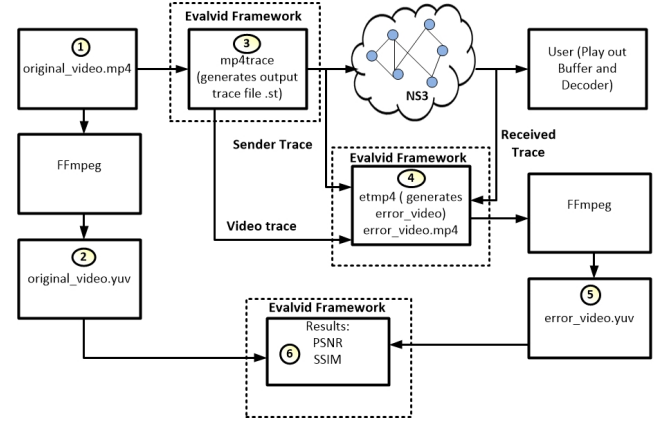 Evalvid Framework
1
original_video.mp4
3
mp4trace
(generates output
trace file .st)
NS3
User (Play out
Buffer and
Decoder)
Sender Trace
Received
Trace
FFmpeg
Evalvid Framework
4
etmp4 ( generates
error_video)
error_video.mp4
FFmpeg
Video trace
2
original_video.yuv
5
error_video.yuv
Evalvid Framework
Results:
PSNR
6
SSIM